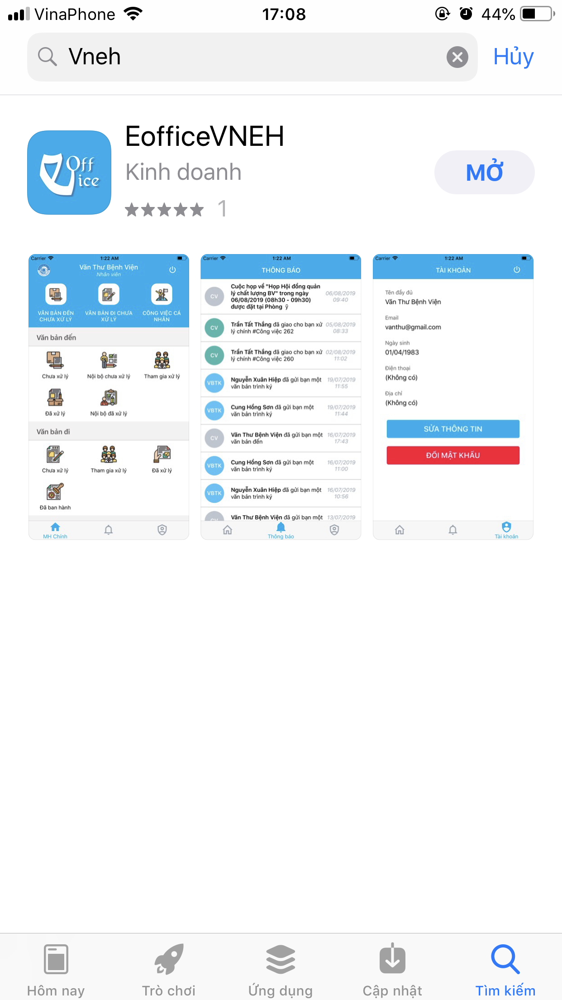 VinaPhone 17:08 44%
Vneh
Hủy
EofficeVNEH
Kinh doanh
1
MỞ
Office
Carrier 1:22 AM
Văn Thư Bệnh Viện
Nhân viên
VĂN BẢN ĐẾN CHƯA XỬ LÝ
VĂN BẢN ĐI CHƯA XỬ LÝ
CÔNG VIỆC CÁ NHÂN
Văn bản đến
Chưa xử lý
Nội bộ chưa xử lý
Tham gia xử lý
Đã xử lý
Nội bộ đã xử lý
Văn bản đi
Chưa xử lý
Tham gia xử lý
Đã xử lý
Đã ban hành
MH Chính
Carrier 1:22 AM
THÔNG BÁO
CV
Cuộc họp về "Họp Hội đồng quản
lý chất lượng BV" trong ngày
06/08/2019 (08h30 - 09h30)
được đặt tại Phòng ỹ
06/08/2019
09:40
CV
Trần Tất Thắng đã giao cho bạn xử
lý chính #Công việc 262
05/08/2019
08:33
CV
Trần Tất Thắng đã giao cho bạn xử
lý chính #Công việc 260
02/08/2019
11:02
VBTK
Nguyễn Xuân Hiệp đã gửi bạn một
văn bản trình ký
19/07/2019
11:55
VBTK
Cung Hồng Sơn đã gửi bạn một
văn bản trình ký
19/07/2019
11:44
CV
Văn Thư Bệnh Viện đã gửi bạn một
văn bản đến
16/07/2019
17:43
VBTK
Cung Hồng Sơn đã gửi bạn một
văn bản trình ký
16/07/2019
11:00
VBTK
Nguyễn Xuân Hiệp đã gửi bạn một
văn bản trình ký
16/07/2019
10:56
CV
Văn Thư Bệnh Viện đã gửi bạn một
13/07/2019
Thông báo
Carrier 1:22 AM
TÀI KHOẢN
Tên đầy đủ
Văn Thư Bệnh Viện
Email
vanthu@gmail.com
Ngày sinh
01/04/1983
Điện thoại
(Không có)
Địa chỉ
(Không có)
SỬA THÔNG TIN
ĐỔI MẬT KHẨU
Tài khoản
Hôm nay
Trò chơi
Ứng dụng
Cập nhật
Tìm kiếm